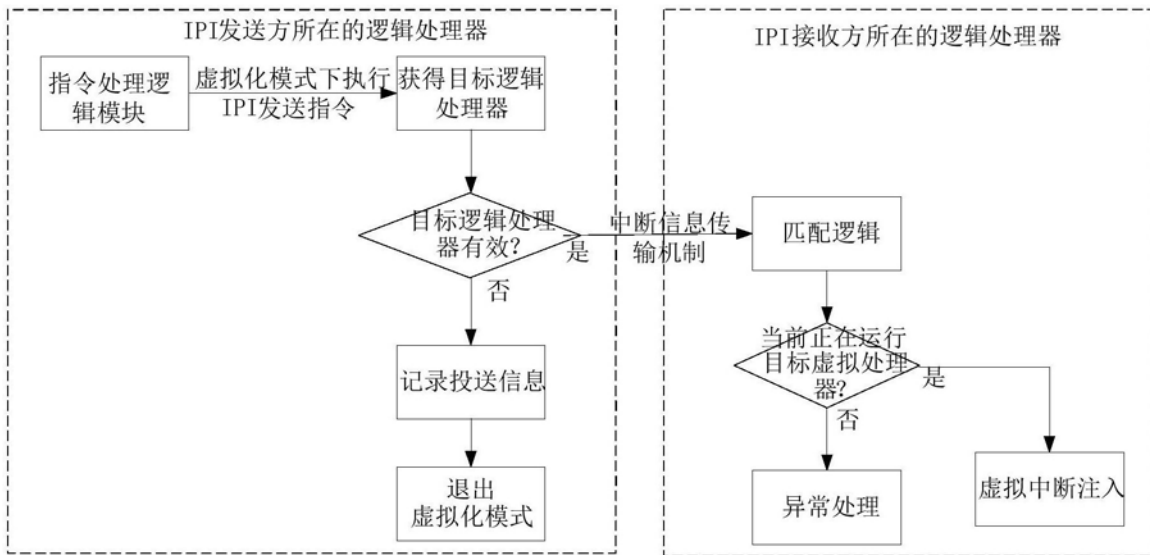 IPI发送方所在的逻辑处理器
指令处理逻
辑模块
虚拟化模式下执行
IPI发送指令
获得目标逻辑
处理器
目标逻辑处理
器有效?
是
否
记录投送信息
退出
虚拟化模式
中断信息传
输机制
IPI接收方所在的逻辑处理器
匹配逻辑
当前正在运行
目标虚拟处理
器?
是
否
异常处理
虚拟中断注入